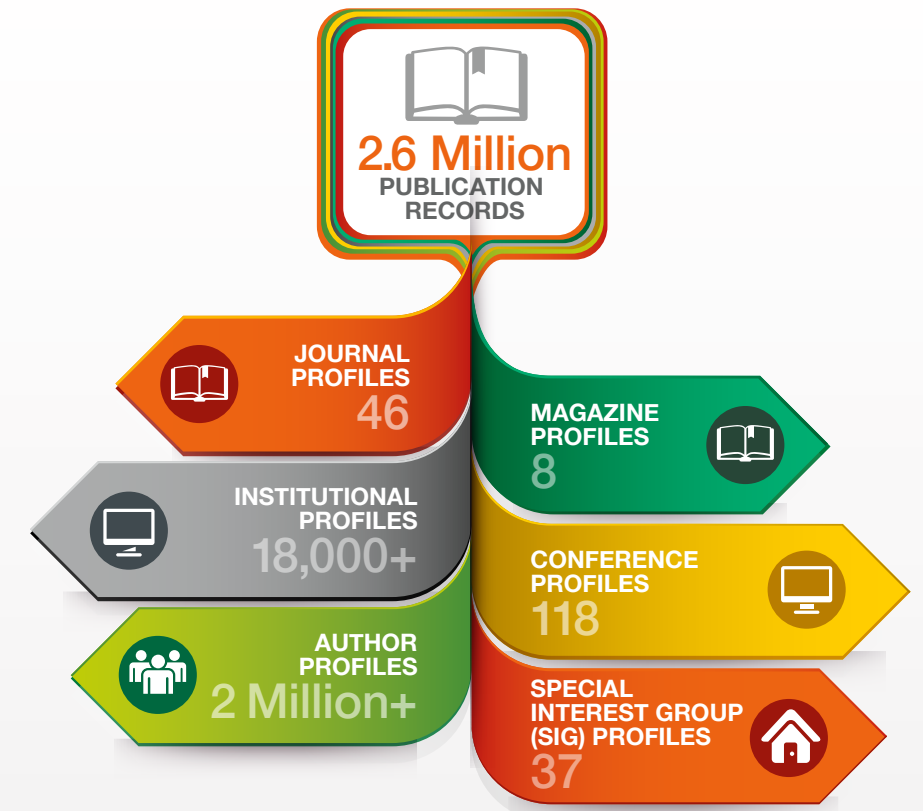 2.6 Million
PUBLICATION
RECORDS
JOURNAL
PROFILES
46
MAGAZINE
PROFILES
8
INSTITUTIONAL
PROFILES
18,000+
CONFERENCE
PROFILES
118
AUTHOR
PROFILES
2 Million+
SPECIAL
INTEREST GROUP
(SIG) PROFILES
37